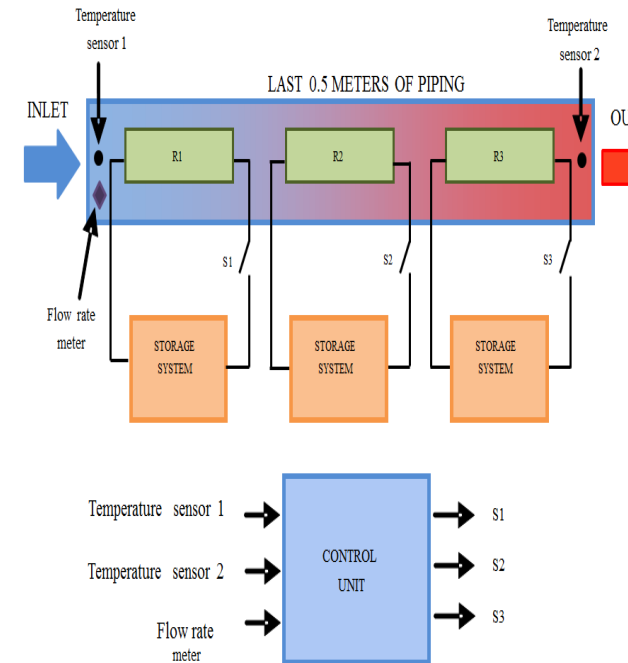 Temperature
sensor 1
Temperature
sensor 2
LAST 0.5 METERS OF PIPING
INLET
OU
R1
R2
R3
S1
S2
S3
Flow rate
meter
STORAGE
SYSTEM
STORAGE
SYSTEM
STORAGE
SYSTEM
Temperature sensor 1
Temperature sensor 2
Flow rate
meter
CONTROL
UNIT
S1
S2
S3